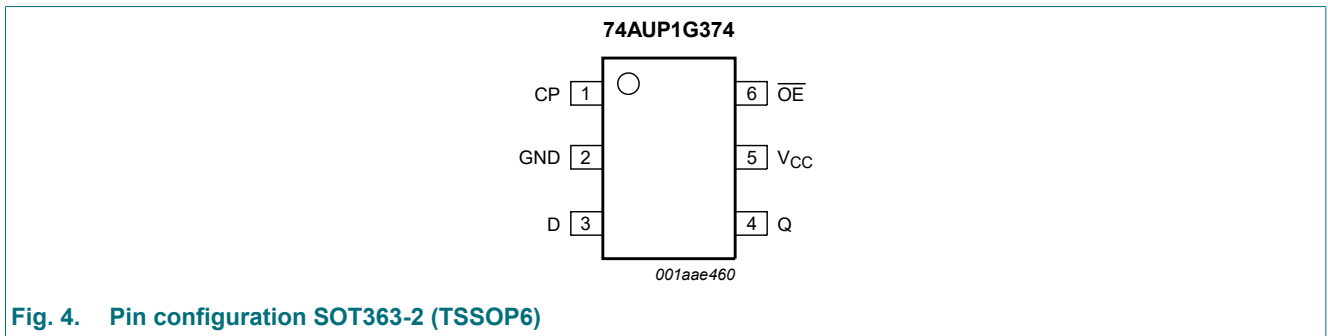 74AUP1G374
CP 1 6 OE
GND 2 5 VCC
D 3 4 Q
001aae460
Fig. 4. Pin configuration SOT363-2 (TSSOP6)